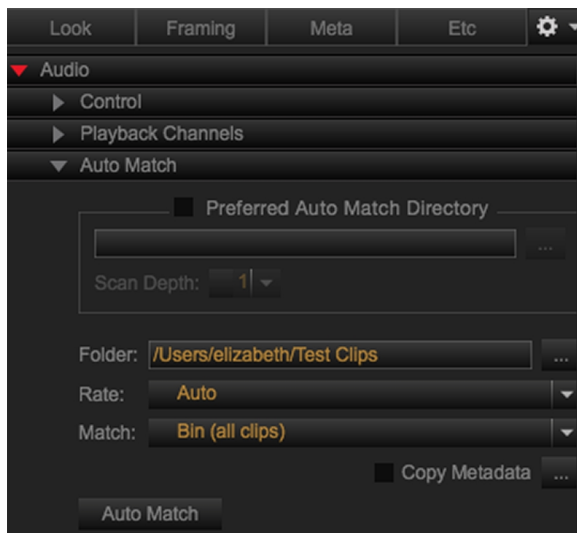 Look Framing Meta Etc
Audio
Control
Playback Channels
Auto Match
Preferred Auto Match Directory
...
Scan Depth: 1
Folder: /Users/elizabeth/Test Clips ...
Rate: Auto
Match: Bin (all clips)
Copy Metadata ...
Auto Match